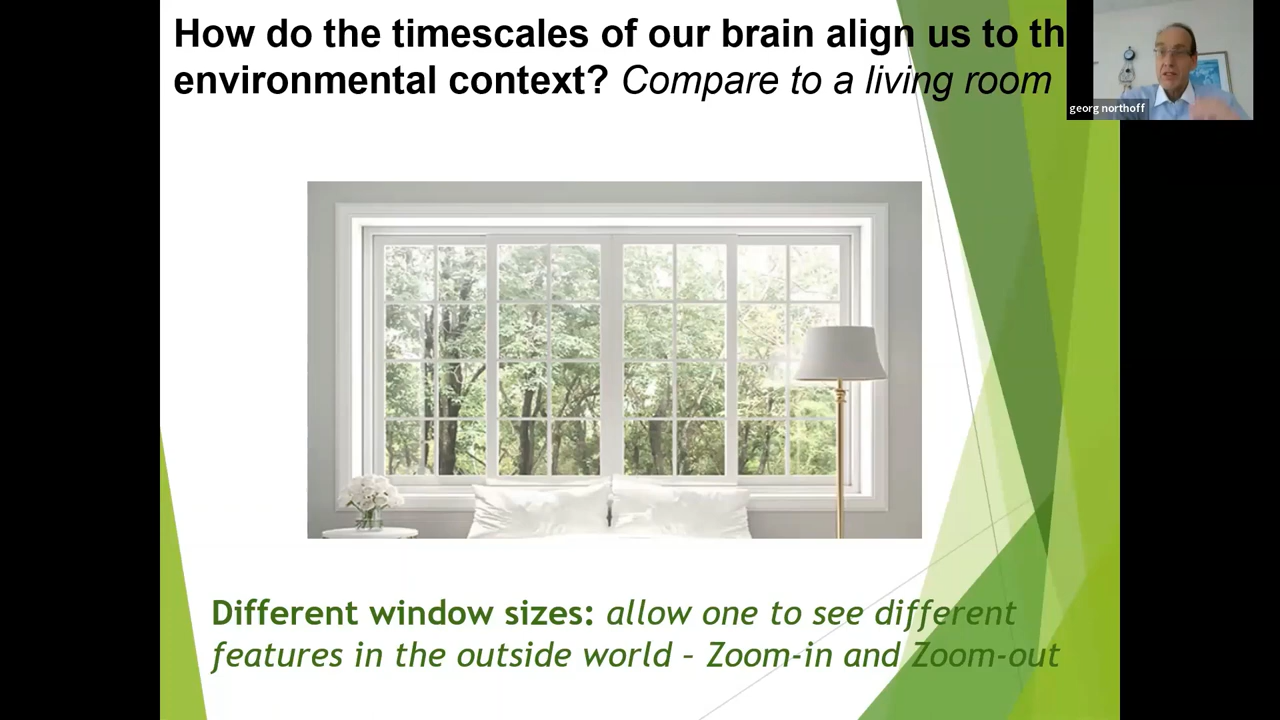 How do the timescales of our brain align us to th
environmental context? Compare to a living room
georg northoff
Different window sizes: allow one to see different
features in the outside world – Zoom-in and Zoom-out